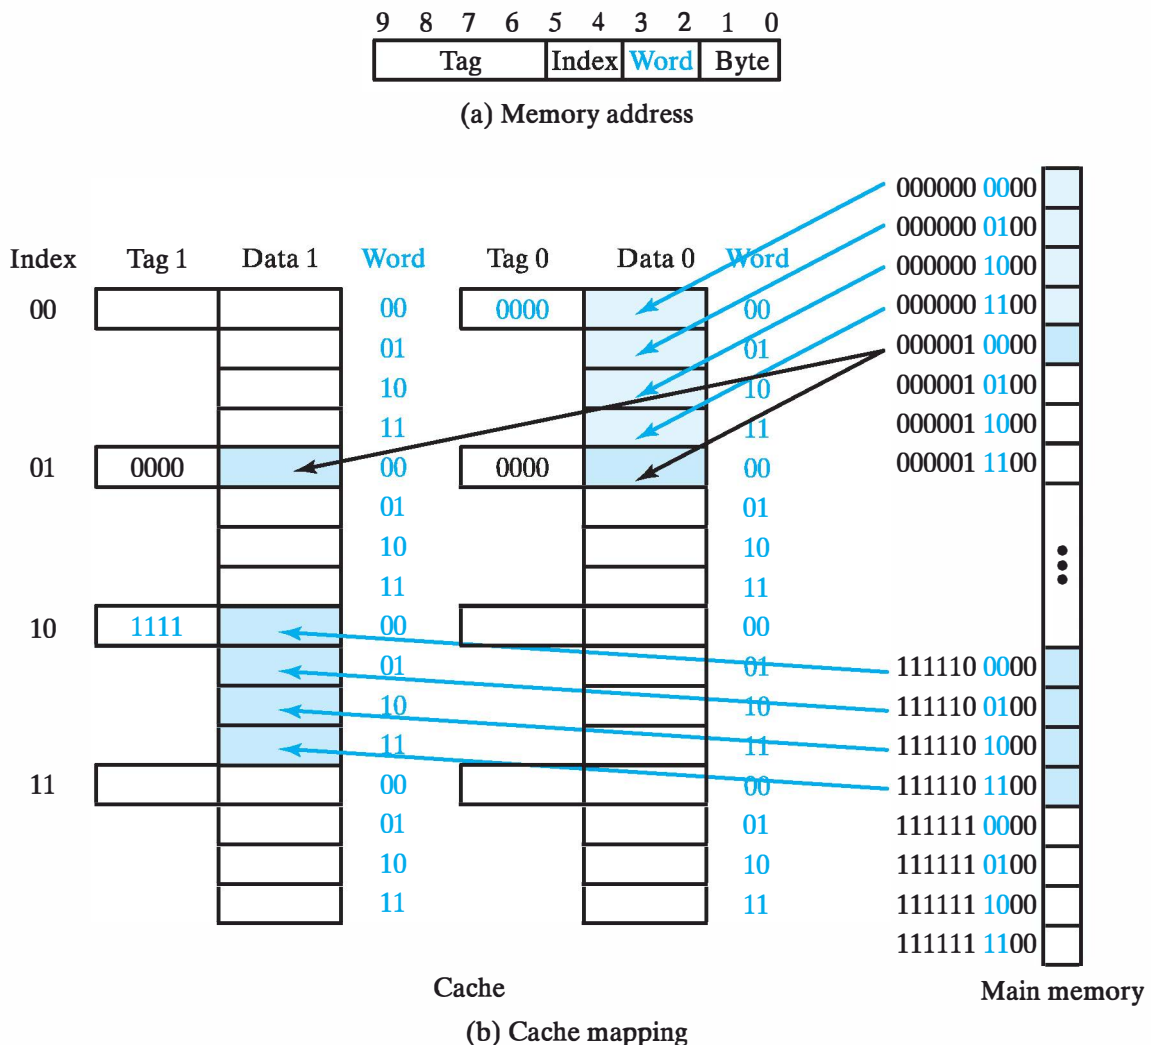 9 8 7 6 5 4 3 2 1 0
Tag Index Word Byte
(a) Memory address
000000 0000
000000 0100
Index Tag 1 Data 1 Word Tag 0 Data 0 Word 000000 1000
00 00 0000 00 000000 1100
01 01 000001 0000
10 10 000001 0100
11 11 000001 1000
01 0000 00 0000 00 000001 1100
01 01
10 10
11 11
10 1111 00 00
01 01 111110 0000
10 10 111110 0100
11 11 111110 1000
11 00 00 111110 1100
01 01 111111 0000
10 10 111111 0100
11 11 111111 1000
111111 1100
Cache Main memory
(b) Cache mapping